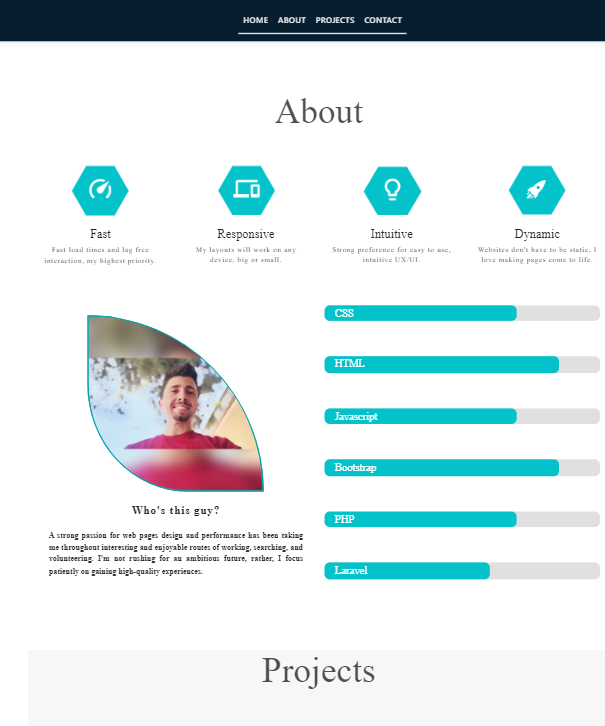 HOME ABOUT PROJECTS CONTACT
About
Fast
Fast load times and lag free
interaction, my highest priority.
Responsive
My layouts will work on any
device, big or small.
Intuitive
Strong preference for easy to use,
intuitive UX/UI.
Dynamic
Websites don't have to be static, I
love making pages come to life.
Who's this guy?
A strong passion for web pages design and performance has been taking
me throughout interesting and enjoyable routes of working, searching, and
volunteering. I'm not rushing for an ambitious future, rather, I focus
patiently on gaining high-quality experiences.
CSS
HTML
Javascript
Bootstrap
PHP
Laravel
Projects